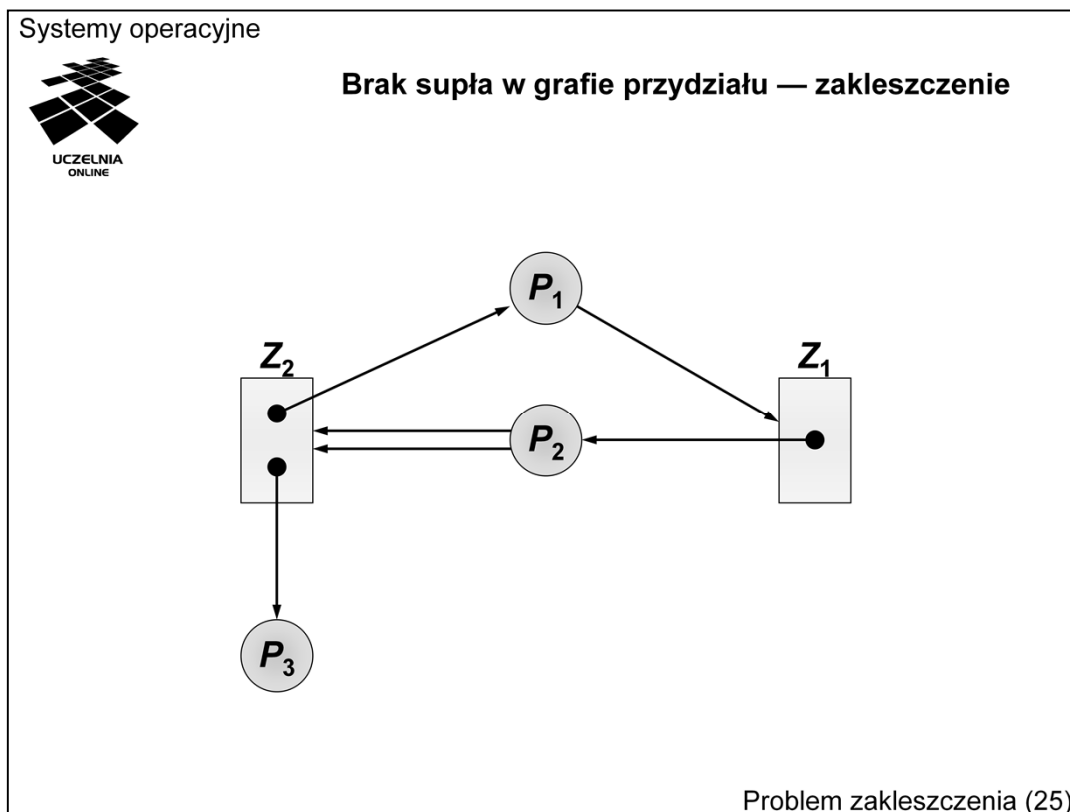 Systemy operacyjne
UCZELNIA
ONLINE
Brak supła w grafie przydziału — zakleszczenie
P1
Z2
Z1
P2
P3
Problem zakleszczenia (25)